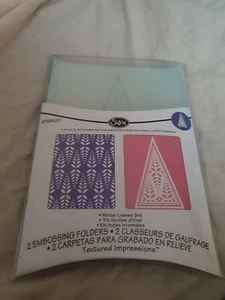 Sizzix
• Winter Leaves Set
• Kit feuilles d'hiver
• Kit hojas invernales
2 EMBOSSING FOLDERS • 2 CLASSEURS DE GAUFRAGE
• 2 CARPETAS PARA GRABADO EN RELIEVE
Textured Impressions™